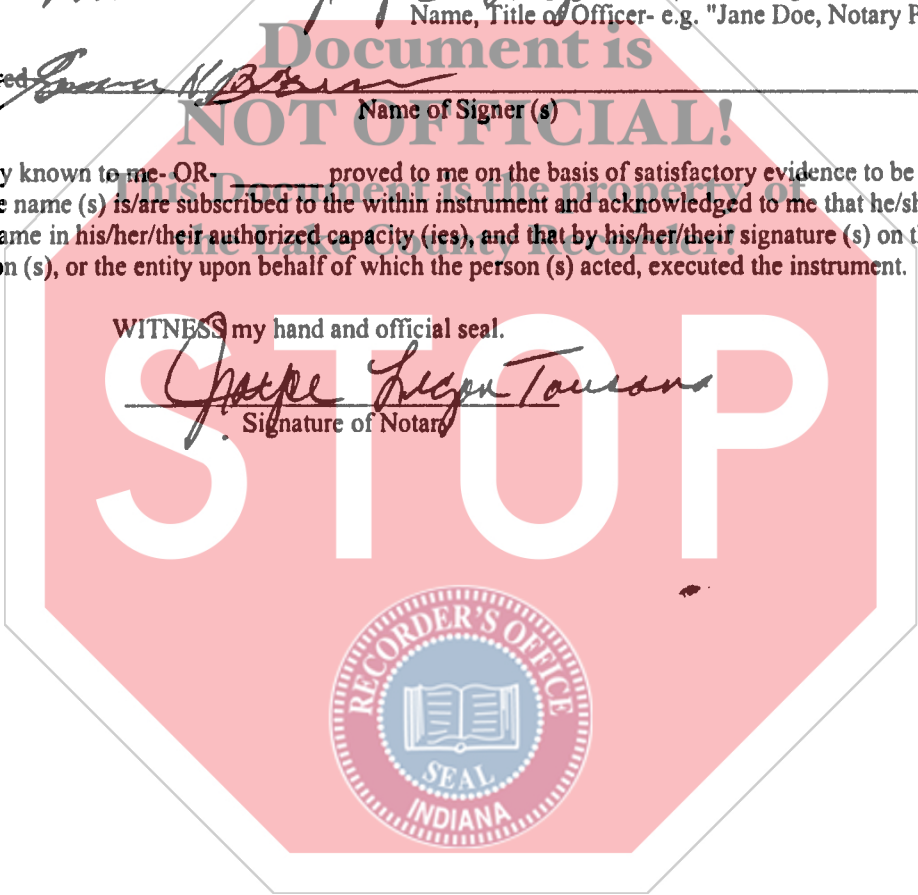 Name, Title of Officer- e.g. "Jane Doe, Notary P
Document is
ed
Name of Signer (s)
NOT OFFICIAL!
y known to me- OR- ______ proved to me on the basis of satisfactory evidence to be
This Document is the property of
e name (s) is/are subscribed to the within instrument and acknowledged to me that he/sh
ame in his/her/their authorized capacity (ies), and that by his/her/their signature (s) on t
the Lake County Recorder!
on (s), or the entity upon behalf of which the person (s) acted, executed the instrument.
WITNESS my hand and official seal.
Signature of Notary
STOP
RECORDER'S OFFICE
SEAL
INDIANA